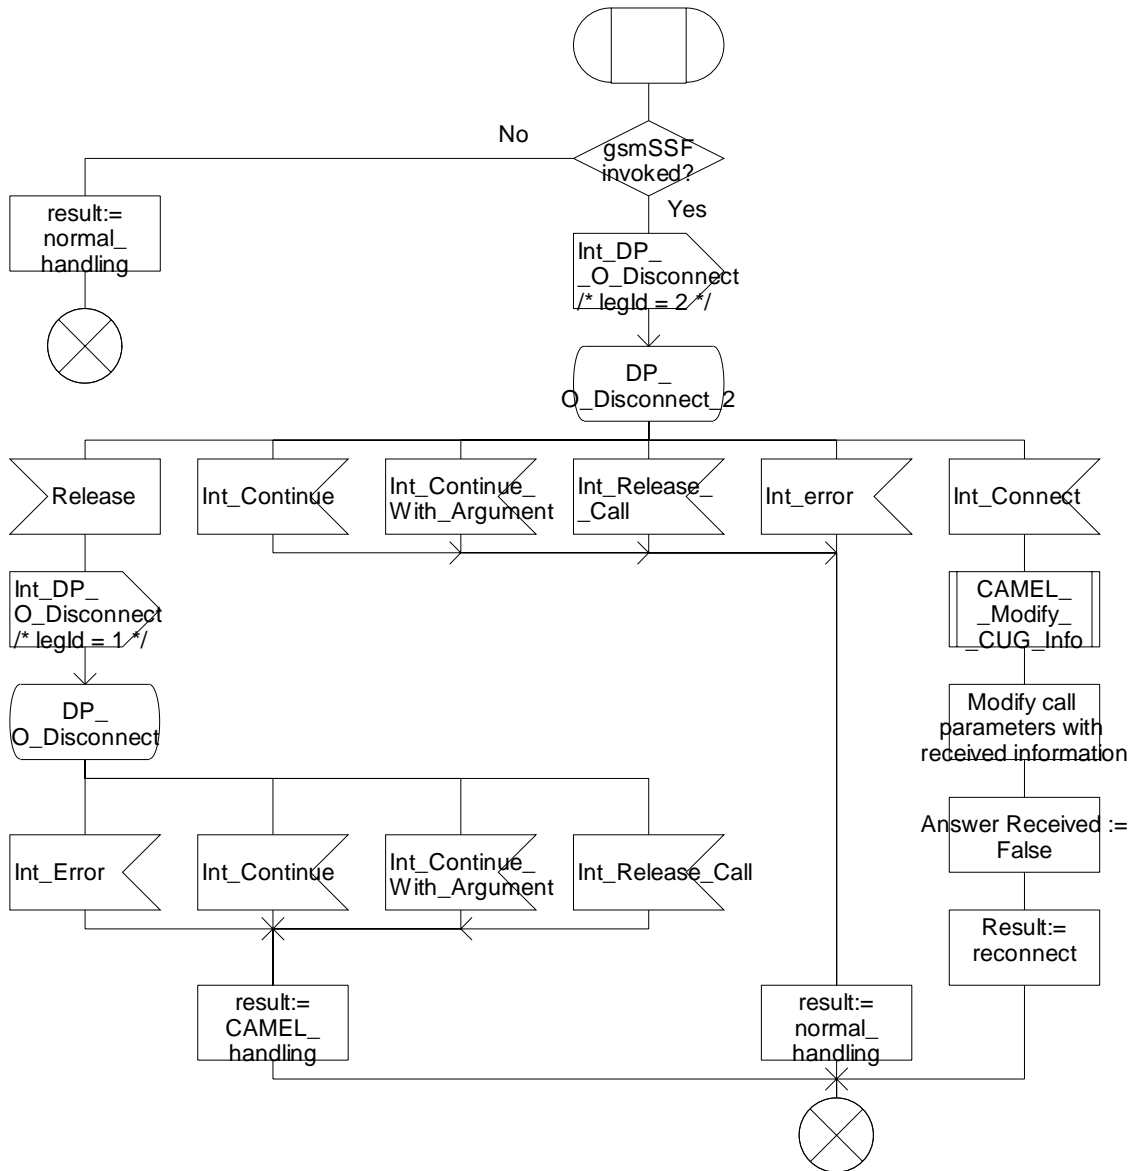 No
gsmSSF
invoked?
Yes
result:=
normal_
handling
Int_DP_
_O_Disconnect
/* legId = 2 */
DP_
O_Disconnect_2
Release
Int_Continue
Int_Continue_
With_Argument
Int_Release_
_Call
Int_error
Int_Connect
Int_DP_
O_Disconnect
/* legId = 1 */
CAMEL_
_Modify_
_CUG_Info
DP_
O_Disconnect
Modify call
parameters with
received information
Int_Error
Int_Continue
Int_Continue_
With_Argument
Int_Release_Call
Answer Received :=
False
Result:=
reconnect
result:=
CAMEL_
handling
result:=
normal_
handling